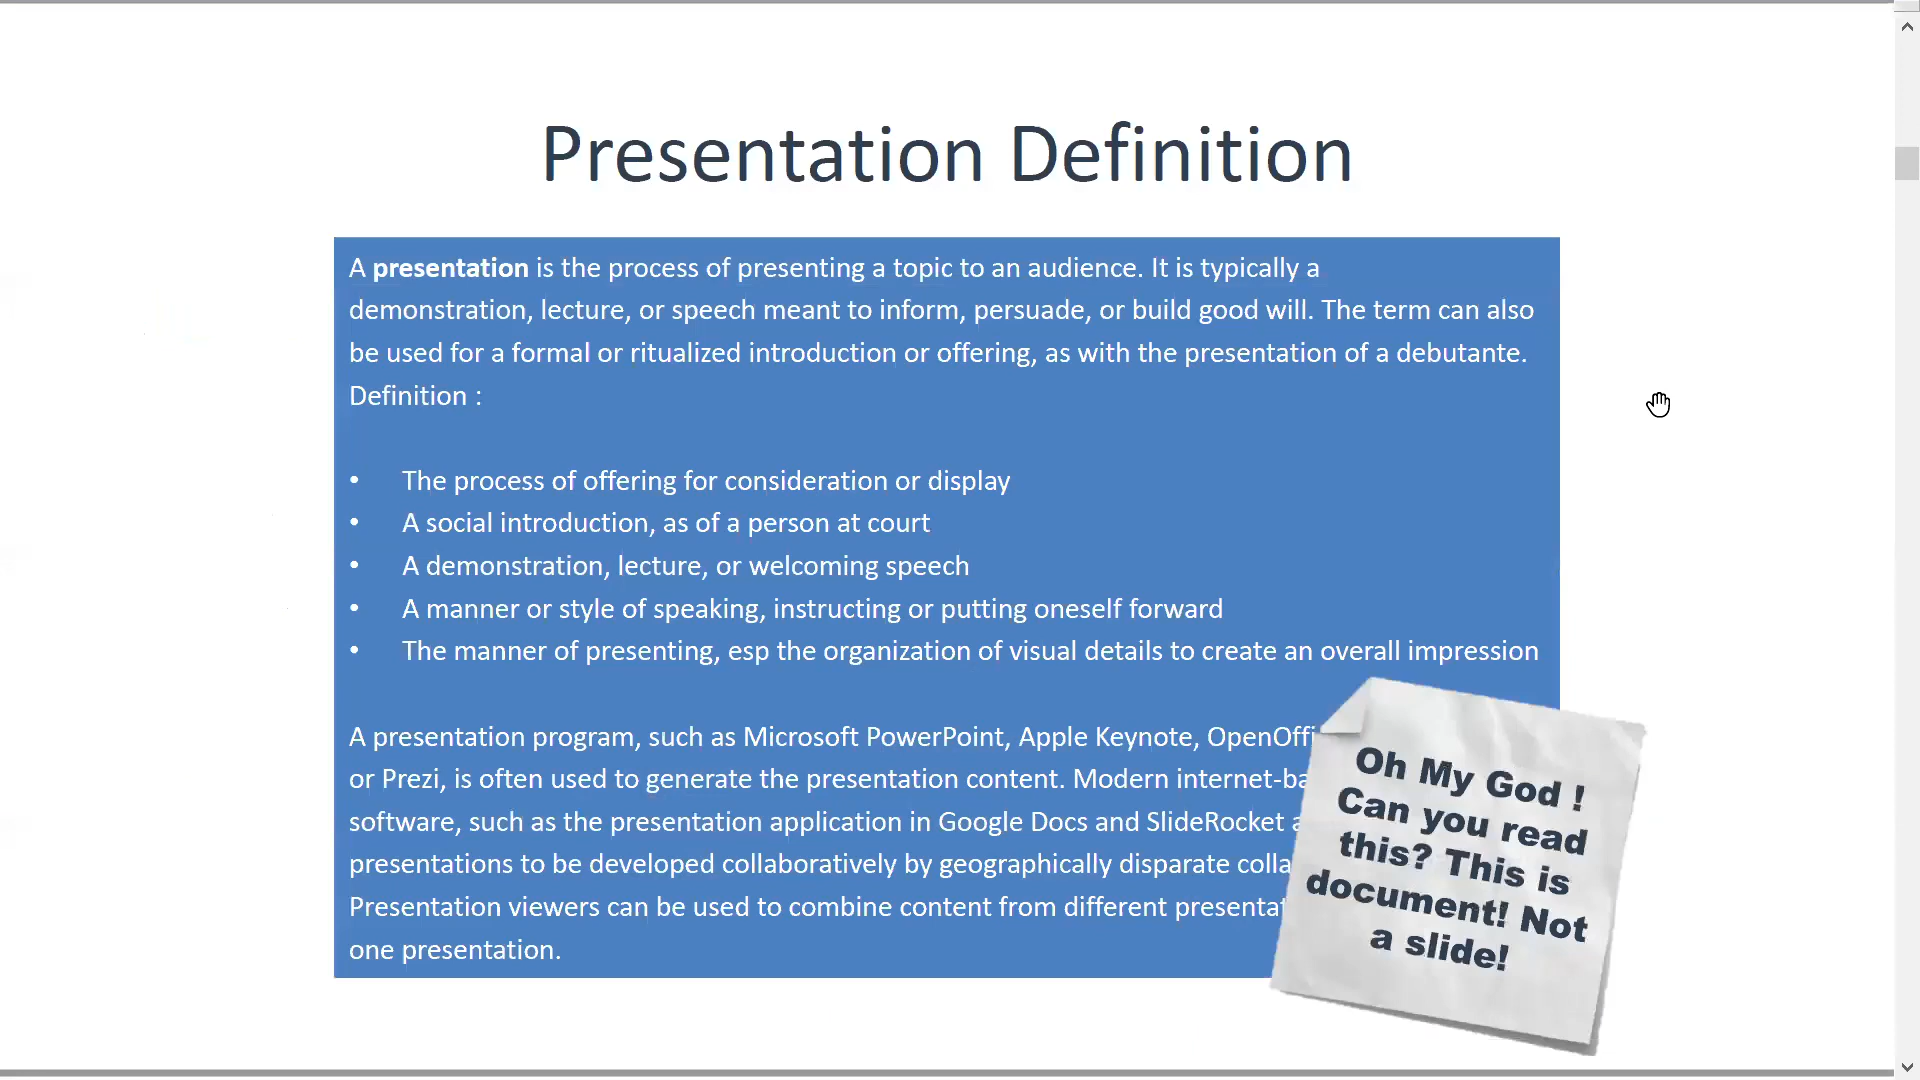 Presentation Definition
A presentation is the process of presenting a topic to an audience. It is typically a
demonstration, lecture, or speech meant to inform, persuade, or build good will. The term can also
be used for a formal or ritualized introduction or offering, as with the presentation of a debutante.
Definition :
• The process of offering for consideration or display
• A social introduction, as of a person at court
• A demonstration, lecture, or welcoming speech
• A manner or style of speaking, instructing or putting oneself forward
• The manner of presenting, esp the organization of visual details to create an overall impression
A presentation program, such as Microsoft PowerPoint, Apple Keynote,
or Prezi, is often used to generate the presentation content. Modern
software, such as the presentation application in Google Docs and SlideRocket
presentations to be developed collaboratively by geographically disparate
Presentation viewers can be used to combine content from different
one presentation.
Oh My God !
Can you read
this? This is
document! Not
a slide!